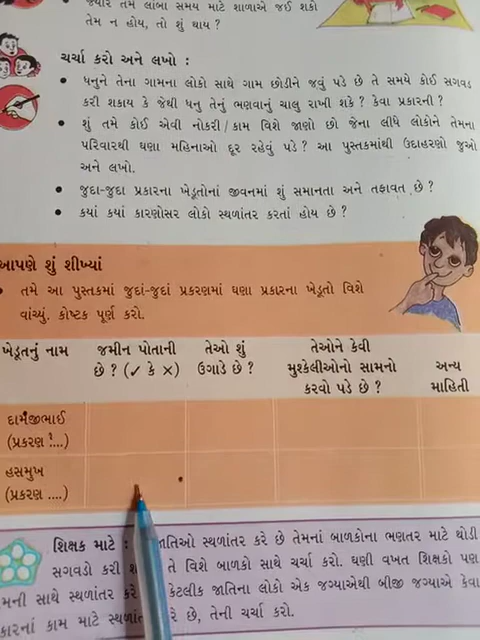 જ્યારે તમે લાંબા સમય માટે શાળાએ જઈ શકો
તેમ ન હોય, તો શું થાય ?
ચર્ચા કરો અને લખો :
• ધનુને તેના ગામના લોકો સાથે ગામ છોડીને જવું પડે છે તે સમયે કોઈ સગવડ
કરી શકાય કે જેથી ધનુ તેનું ભણવાનું ચાલુ રાખી શકે ? કેવા પ્રકારની ?
• શું તમે કોઈ એવી નોકરી / કામ વિશે જાણો છો જેના લીધે લોકોને તેમના
પરિવારથી ઘણા મહિનાઓ દૂર રહેવું પડે ? આ પુસ્તકમાંથી ઉદાહરણો જુઓ
અને લખો.
• જુદા-જુદા પ્રકારના ખેડૂતોનાં જીવનમાં શું સમાનતા અને તફાવત છે ?
• કયાં કયાં કારણોસર લોકો સ્થળાંતર કરતાં હોય છે ?
આપણે શું શીખ્યાં
• તમે આ પુસ્તકમાં જુદાં-જુદાં પ્રકરણમાં ઘણા પ્રકારના ખેડૂતો વિશે
વાંચ્યું. કોષ્ટક પૂર્ણ કરો.
ખેડૂતનું નામ જમીન પોતાની તેઓ શું તેઓને કેવી
છે ? (✓ કે ×) ઉગાડે છે ? મુશ્કેલીઓનો સામનો અન્ય
કરવો પડે છે ? માહિતી
દામજીભાઈ
(પ્રકરણ ....)
હસમુખ
(પ્રકરણ ....)
શિક્ષક માટે : જાતિઓ સ્થળાંતર કરે છે તેમનાં બાળકોના ભણતર માટે થોડી
સગવડો કરી તે વિશે બાળકો સાથે ચર્ચા કરો. ઘણી વખત શિક્ષકો પણ
સાથે સ્થળાંતર કરે કેટલીક જાતિના લોકો એક જગ્યાએથી બીજી જગ્યાએ કેવા
કામ માટે છે, તેની ચર્ચા કરો.